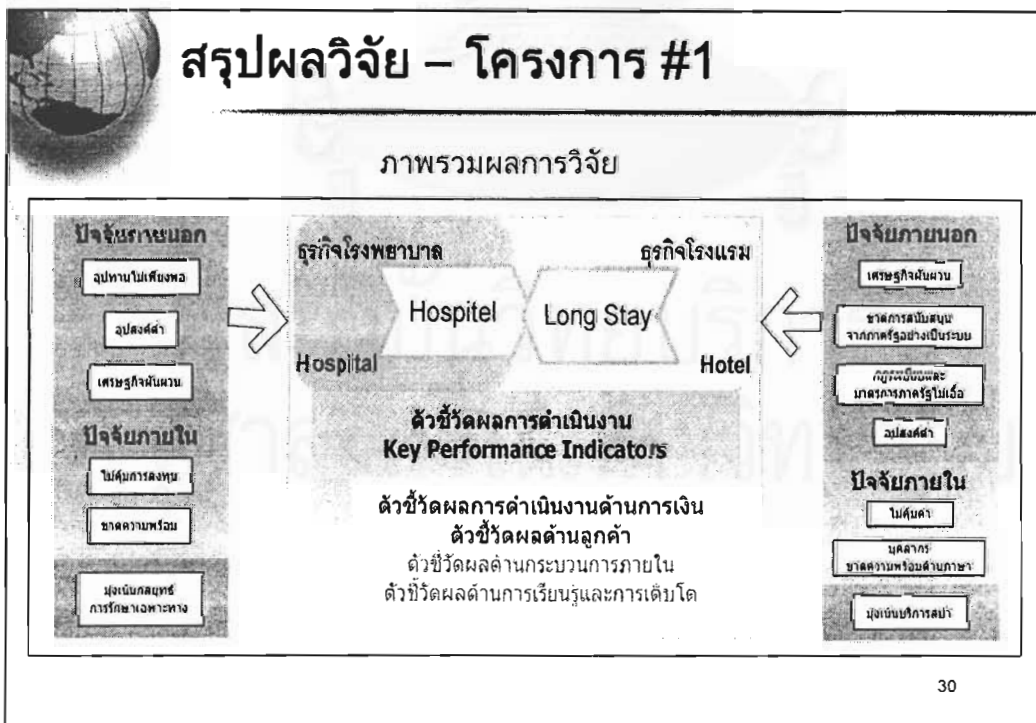 สรุปผลวิจัย – โครงการ #1
ภาพรวมผลการวิจัย
ปัจจัยภายนอก
อุปทานไม่เพียงพอ
อุปสงค์ต่ำ
เศรษฐกิจผันผวน
ปัจจัยภายใน
ไม่คุ้มการลงทุน
ขาดความพร้อม
มุ่งเน้นกลยุทธ์
การรักษาเฉพาะทาง
ธุรกิจโรงพยาบาล
ธุรกิจโรงแรม
Hospitel
Long Stay
Hospital
Hotel
ตัวชี้วัดผลการดำเนินงาน
Key Performance Indicators
ตัวชี้วัดผลการดำเนินงานด้านการเงิน
ตัวชี้วัดผลด้านลูกค้า
ตัวชี้วัดผลด้านกระบวนการภายใน
ตัวชี้วัดผลด้านการเรียนรู้และการเติบโต
ปัจจัยภายนอก
เศรษฐกิจผันผวน
ขาดการสนับสนุน
จากภาครัฐอย่างเป็นระบบ
กฎระเบียบและ
มาตรการภาครัฐไม่เอื้อ
อุปสงค์ต่ำ
ปัจจัยภายใน
ไม่คุ้มค่า
บุคลากร
ขาดความพร้อมด้านภาษา
มุ่งเน้นบริการสปา
30